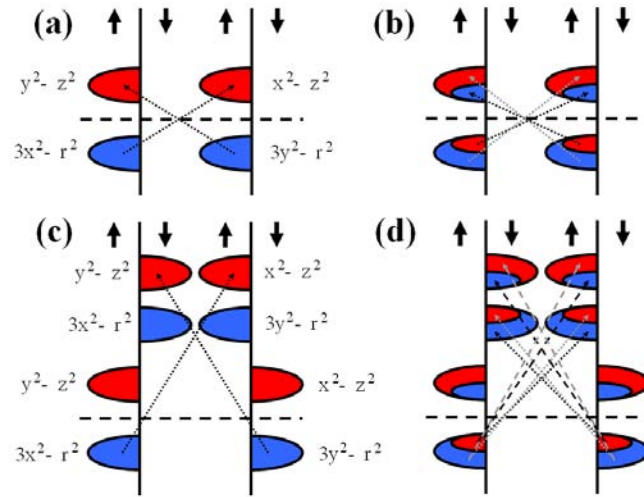 (a)
y²- z² x²- z²
3x²- r² 3y²- r²
(b)
(c)
y²- z² x²- z²
3x²- r² 3y²- r²
y²- z² x²- z²
3x²- r² 3y²- r²
(d)